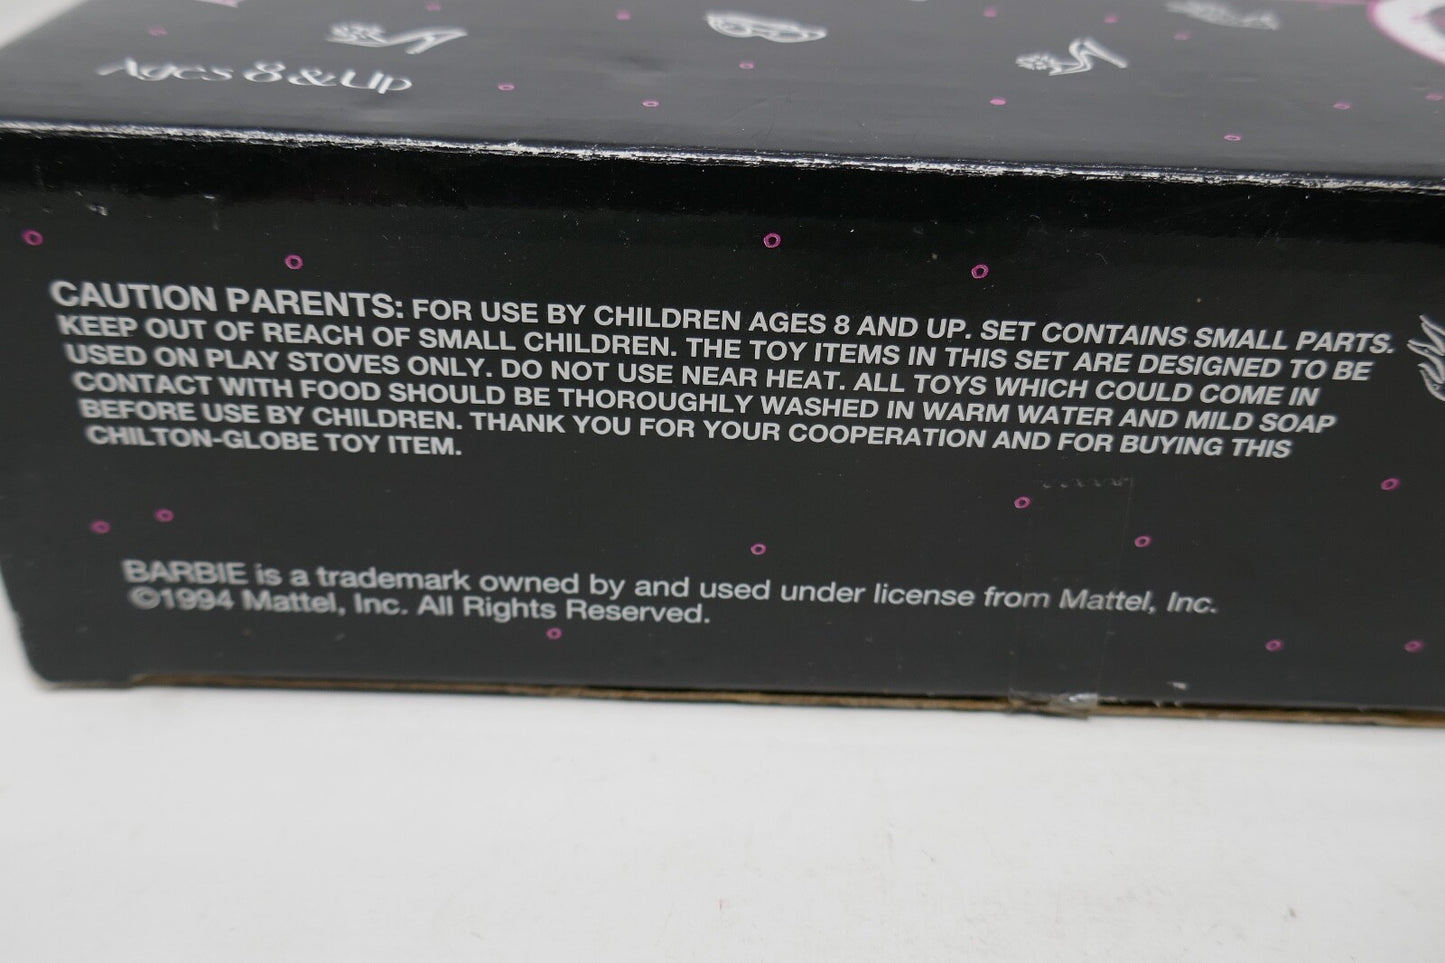 Ages 8 & Up
CAUTION PARENTS: FOR USE BY CHILDREN AGES 8 AND UP. SET CONTAINS SMALL PARTS.
KEEP OUT OF REACH OF SMALL CHILDREN. THE TOY ITEMS IN THIS SET ARE DESIGNED TO BE
USED ON PLAY STOVES ONLY. DO NOT USE NEAR HEAT. ALL TOYS WHICH COULD COME IN
CONTACT WITH FOOD SHOULD BE THOROUGHLY WASHED IN WARM WATER AND MILD SOAP
BEFORE USE BY CHILDREN. THANK YOU FOR YOUR COOPERATION AND FOR BUYING THIS
CHILTON-GLOBE TOY ITEM.
BARBIE is a trademark owned by and used under license from Mattel, Inc.
©1994 Mattel, Inc. All Rights Reserved.